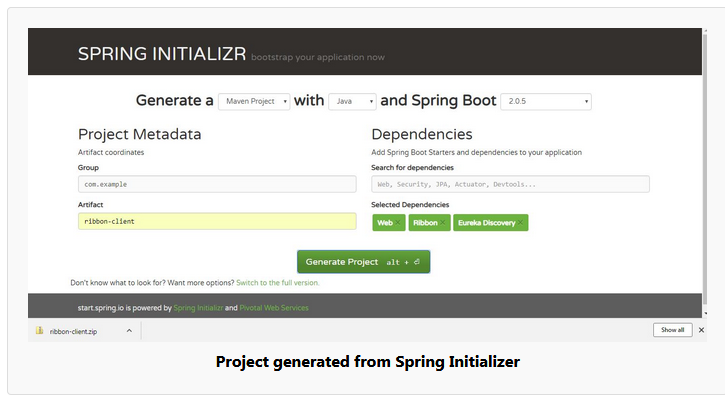 SPRING INITIALIZR bootstrap your application now
Generate a Maven Project with Java and Spring Boot 2.0.5
Project Metadata
Artifact coordinates
Group
com.example
Artifact
ribbon-client
Dependencies
Add Spring Boot Starters and dependencies to your application
Search for dependencies
Web, Security, JPA, Actuator, Devtools...
Selected Dependencies
Web × Ribbon × Eureka Discovery ×
Generate Project alt + ⏎
Don't know what to look for? Want more options? Switch to the full version.
start.spring.io is powered by Spring Initializr and Pivotal Web Services
ribbon-client.zip
Show all
Project generated from Spring Initializer